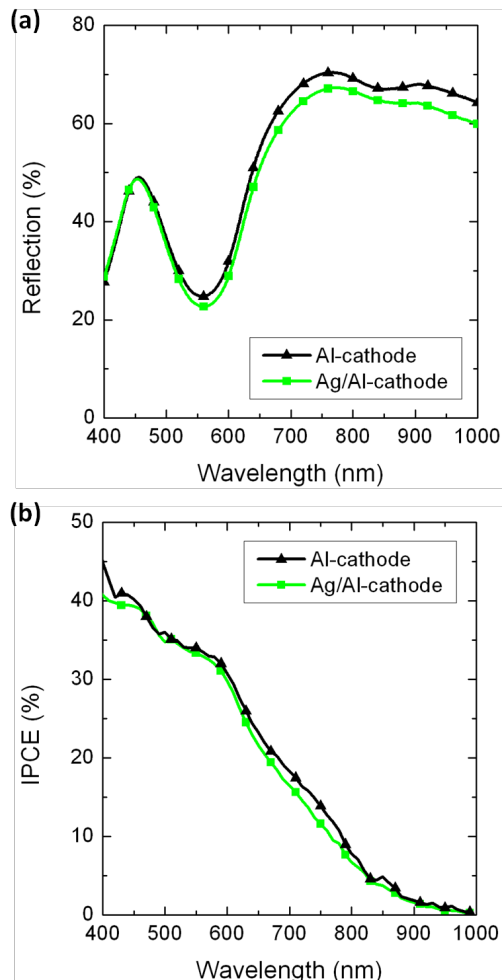 (a)
80
60
40
20
0
Reflection (%)
Al-cathode
Ag/Al-cathode
400 500 600 700 800 900 1000
Wavelength (nm)
(b)
50
40
30
20
10
0
IPCE (%)
Al-cathode
Ag/Al-cathode
400 500 600 700 800 900 1000
Wavelength (nm)